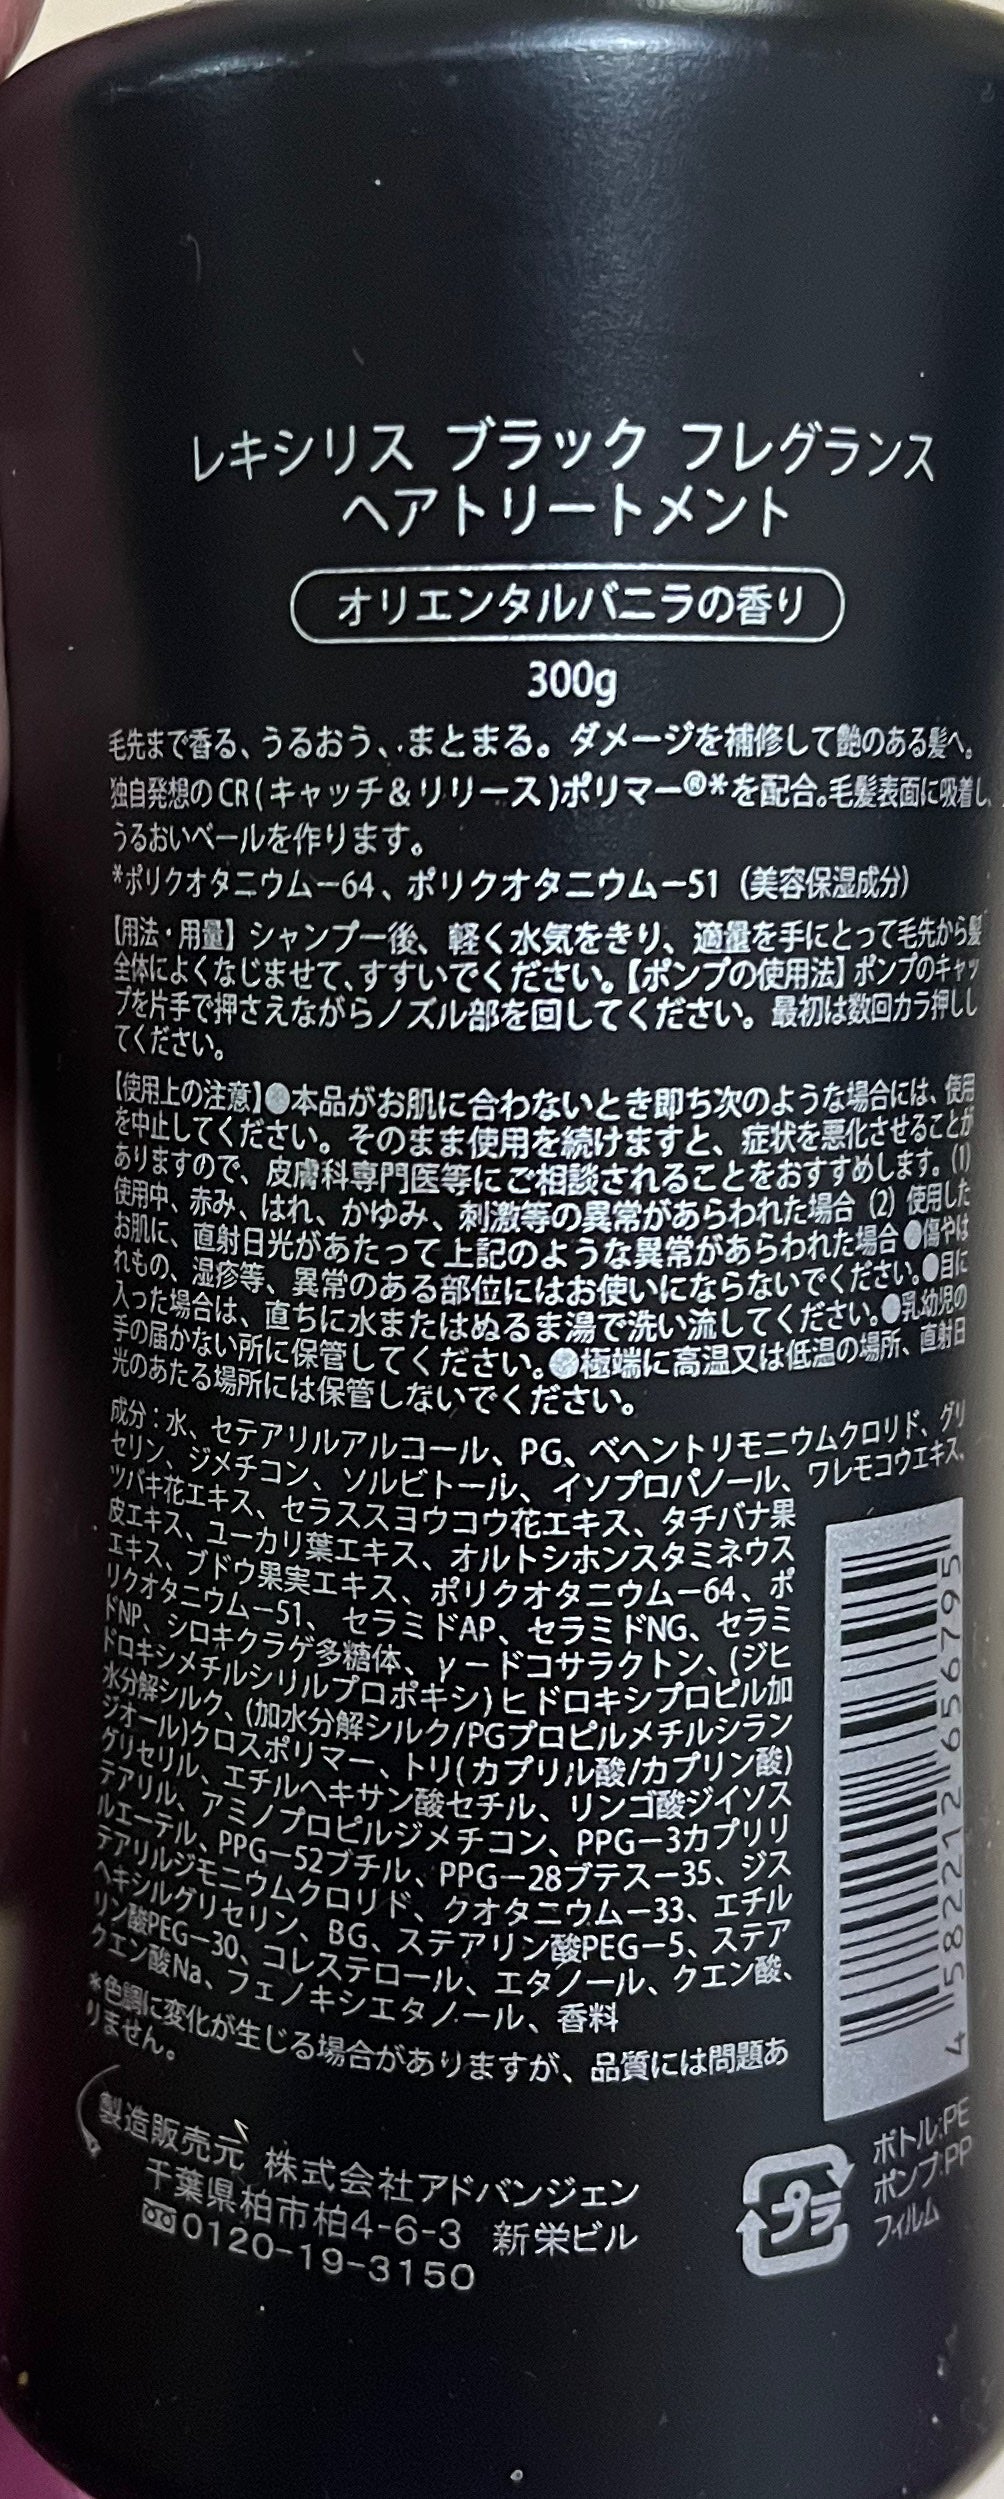 レキシリス ブラック フレグランス
ヘアトリートメント
オリエンタルバニラの香り
300g
毛先まで香る、うるおう、まとまる。ダメージを補修して艶のある髪へ。
独自発想のCR(キャッチ&リリース)ポリマー®*を配合。毛髪表面に吸着し、
うるおいベールを作ります。
*ポリクオタニウムー64、ポリクオタニウムー51（美容保湿成分）
【用法・用量】シャンプー後、軽く水気をきり、適量を手にとって毛先から髪
全体によくなじませて、すすいでください。【ポンプの使用法】ポンプのキャッ
プを片手で押さえながらノズル部を回してください。最初は数回カラ押しし
てください。
【使用上の注意】●本品がお肌に合わないとき即ち次のような場合には、使用
を中止してください。そのまま使用を続けますと、症状を悪化させることが
ありますので、皮膚科専門医等にご相談されることをおすすめします。(1)
使用中、赤み、はれ、かゆみ、刺激等の異常があらわれた場合（2）使用した
お肌に、直射日光があたって上記のような異常があらわれた場合●傷やは
れもの、湿疹等、異常のある部位にはお使いにならないでください。●目に
入った場合は、直ちに水またはぬるま湯で洗い流してください。●乳幼児の
手の届かない所に保管してください。●極端に高温又は低温の場所、直射日
光のあたる場所には保管しないでください。
成分：水、セテアリルアルコール、PG、ベヘントリモニウムクロリド、グリ
セリン、ジメチコン、ソルビトール、イソプロパノール、ワレモコウエキス、
ツバキ花エキス、セラススヨウコウ花エキス、タチバナ果
皮エキス、ユーカリ葉エキス、オルトシホンスタミネウス
エキス、ブドウ果実エキス、ポリクオタニウムー64、ポ
リクオタニウムー51、セラミドAP、セラミドNG、セラミ
ドNP、シロキクラゲ多糖体、γードコサラクトン、(ジヒ
ドロキシメチルシリルプロポキシ)ヒドロキシプロピル加
水分解シルク、(加水分解シルク/PGプロピルメチルシラン
ジオール)クロスポリマー、トリ(カプリル酸/カプリン酸)
グリセリル、エチルヘキサン酸セチル、リンゴ酸ジイソス
テアリル、アミノプロピルジメチコン、PPGー3カプリリ
ルエーテル、PPGー52ブチル、PPGー28ブテスー35、ジス
テアリルジモニウムクロリド、クオタニウムー33、エチル
ヘキシルグリセリン、BG、ステアリン酸PEGー5、ステア
リン酸PEGー30、コレステロール、エタノール、クエン酸、
クエン酸Na、フェノキシエタノール、香料
*色調に変化が生じる場合がありますが、品質には問題あ
りません。
4 582212 656795
製造販売元 株式会社アドバンジェン
千葉県柏市柏4-6-3 新栄ビル
0120-19-3150
プラ
ボトル:PE
ポンプ:PP
フィルム